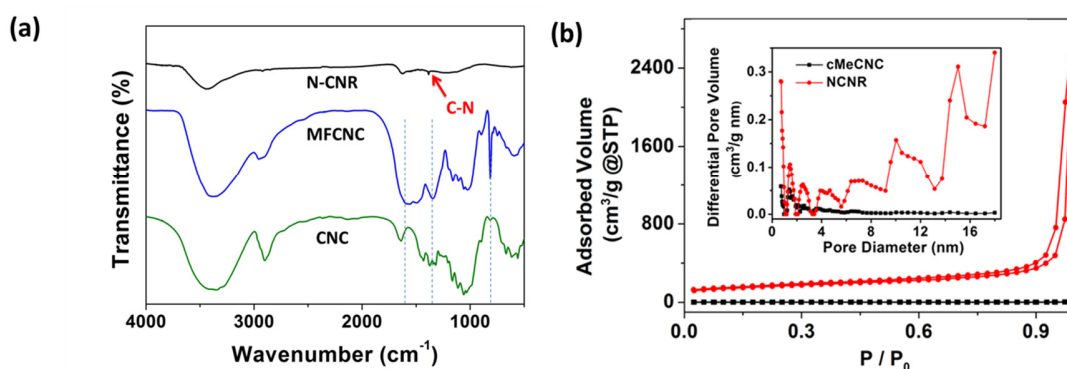 (a)
Transmittance (%)
N-CNR
C-N
MFCNC
CNC
4000
3000
2000
1000
Wavenumber (cm⁻¹)
(b)
Adsorbed Volume
(cm³/g @STP)
2400
1600
800
0
0.0
0.3
0.6
0.9
P / P₀
Differential Pore Volume
(cm³/g nm)
0.3
0.2
0.1
0.0
cMeCNC
NCNR
0
4
8
12
16
Pore Diameter (nm)